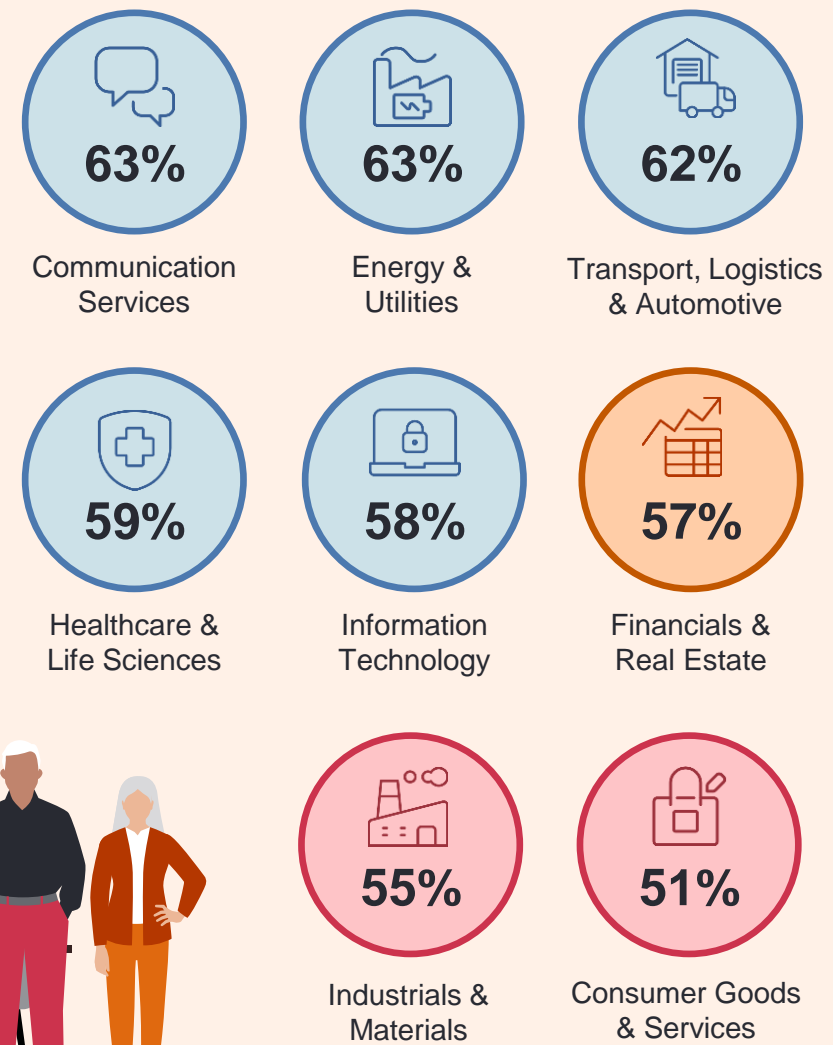 63%
Communication
Services
63%
Energy &
Utilities
62%
Transport, Logistics
& Automotive
59%
Healthcare &
Life Sciences
58%
Information
Technology
57%
Financials &
Real Estate
55%
Industrials &
Materials
51%
Consumer Goods
& Services